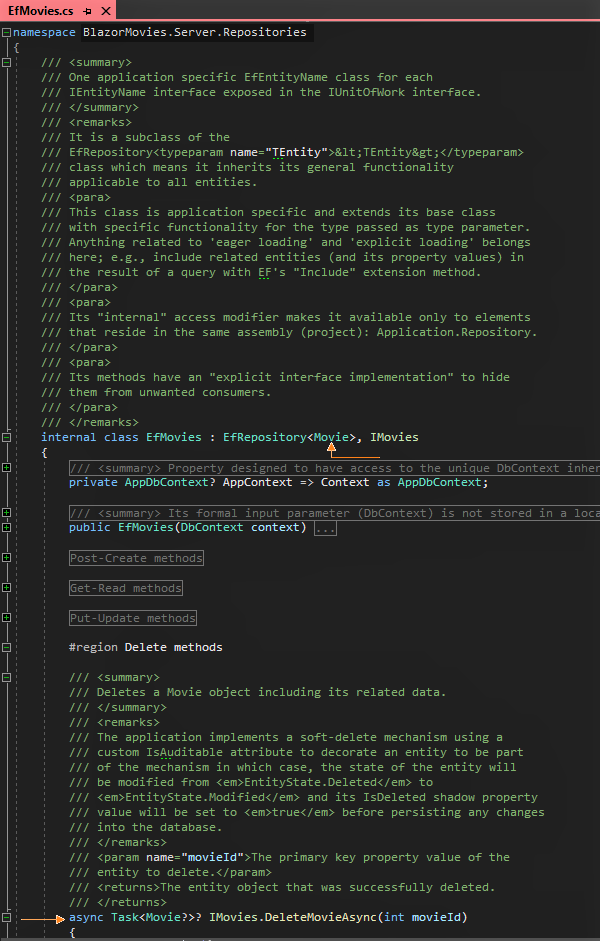 EfMovies.cs
namespace BlazorMovies.Server.Repositories
{
/// <summary>
/// One application specific EfEntityName class for each
/// IEntityName interface exposed in the IUnitOfWork interface.
/// </summary>
/// <remarks>
/// It is a subclass of the
/// EfRepository<typeparam name="TEntity">&lt;TEntity&gt;</typeparam>
/// class which means it inherits its general functionality
/// applicable to all entities.
/// <para>
/// This class is application specific and extends its base class
/// with specific functionality for the type passed as type parameter.
/// Anything related to 'eager loading' and 'explicit loading' belongs
/// here; e.g., include related entities (and its property values) in
/// the result of a query with EF's "Include" extension method.
/// </para>
/// <para>
/// Its "internal" access modifier makes it available only to elements
/// that reside in the same assembly (project): Application.Repository.
/// </para>
/// <para>
/// Its methods have an "explicit interface implementation" to hide
/// them from unwanted consumers.
/// </para>
/// </remarks>
internal class EfMovies : EfRepository<Movie>, IMovies
{
/// <summary> Property designed to have access to the unique DbContext inher
private AppDbContext? AppContext => Context as AppDbContext;
/// <summary> Its formal input parameter (DbContext) is not stored in a loca
public EfMovies(DbContext context) ...
Post-Create methods
Get-Read methods
Put-Update methods
#region Delete methods
/// <summary>
/// Deletes a Movie object including its related data.
/// </summary>
/// <remarks>
/// The application implements a soft-delete mechanism using a
/// custom IsAuditable attribute to decorate an entity to be part
/// of the mechanism in which case, the state of the entity will
/// be modified from <em>EntityState.Deleted</em> to
/// <em>EntityState.Modified</em> and its IsDeleted shadow property
/// value will be set to <em>true</em> before persisting any changes
/// into the database.
/// </remarks>
/// <param name="movieId">The primary key property value of the
/// entity to delete.</param>
/// <returns>The entity object that was successfully deleted.
/// </returns>
async Task<Movie?>? IMovies.DeleteMovieAsync(int movieId)
{